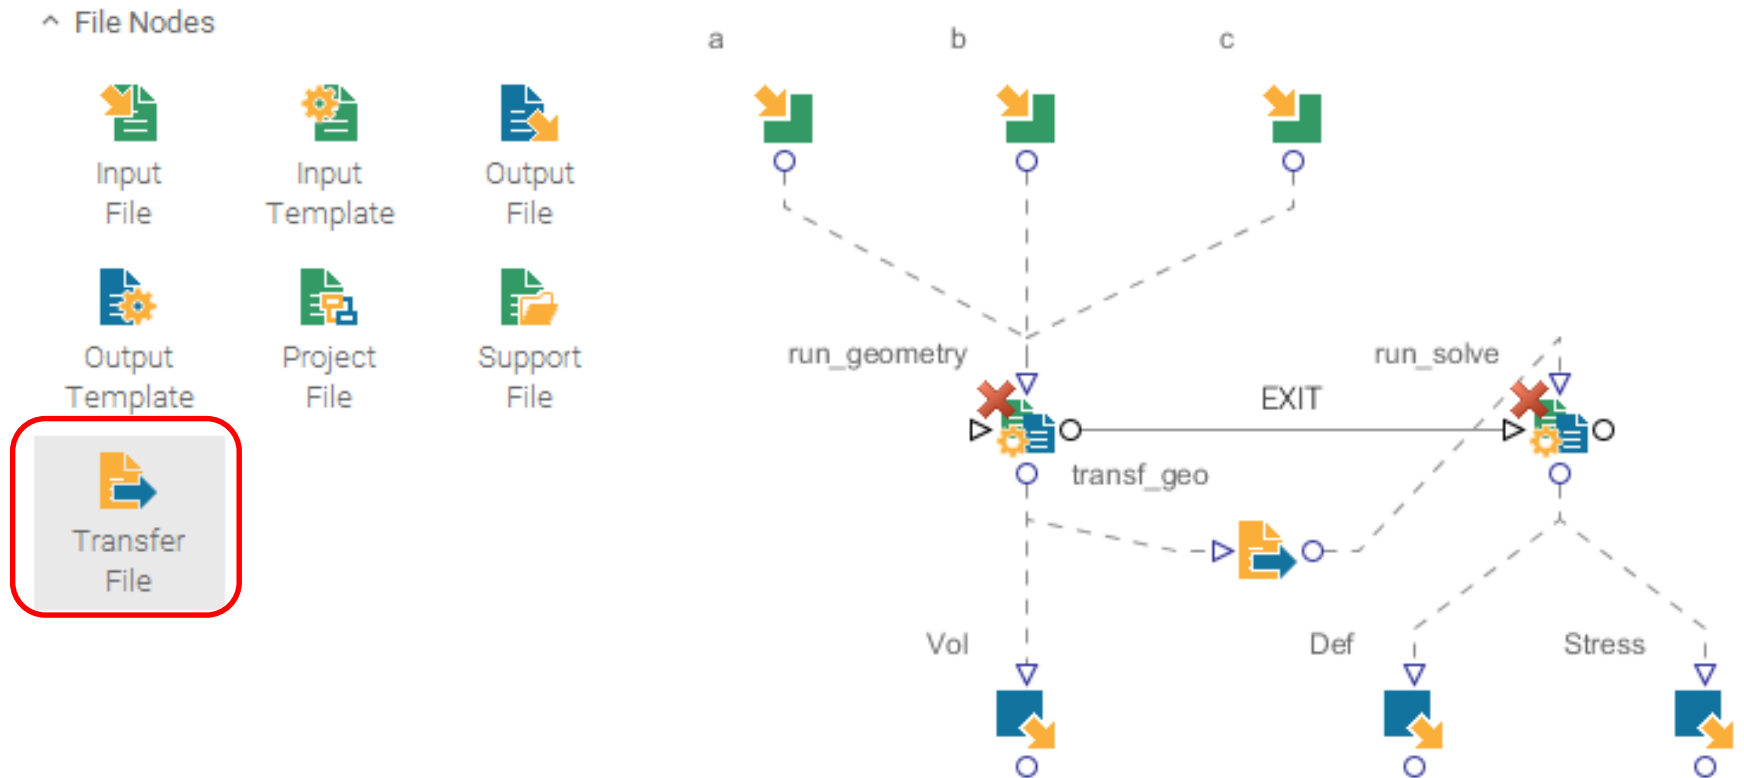 File Nodes
a
b
c
Input
File
Input
Template
Output
File
Output
Template
Project
File
Support
File
run_geometry
run_solve
EXIT
transf_geo
Transfer
File
Vol
Def
Stress